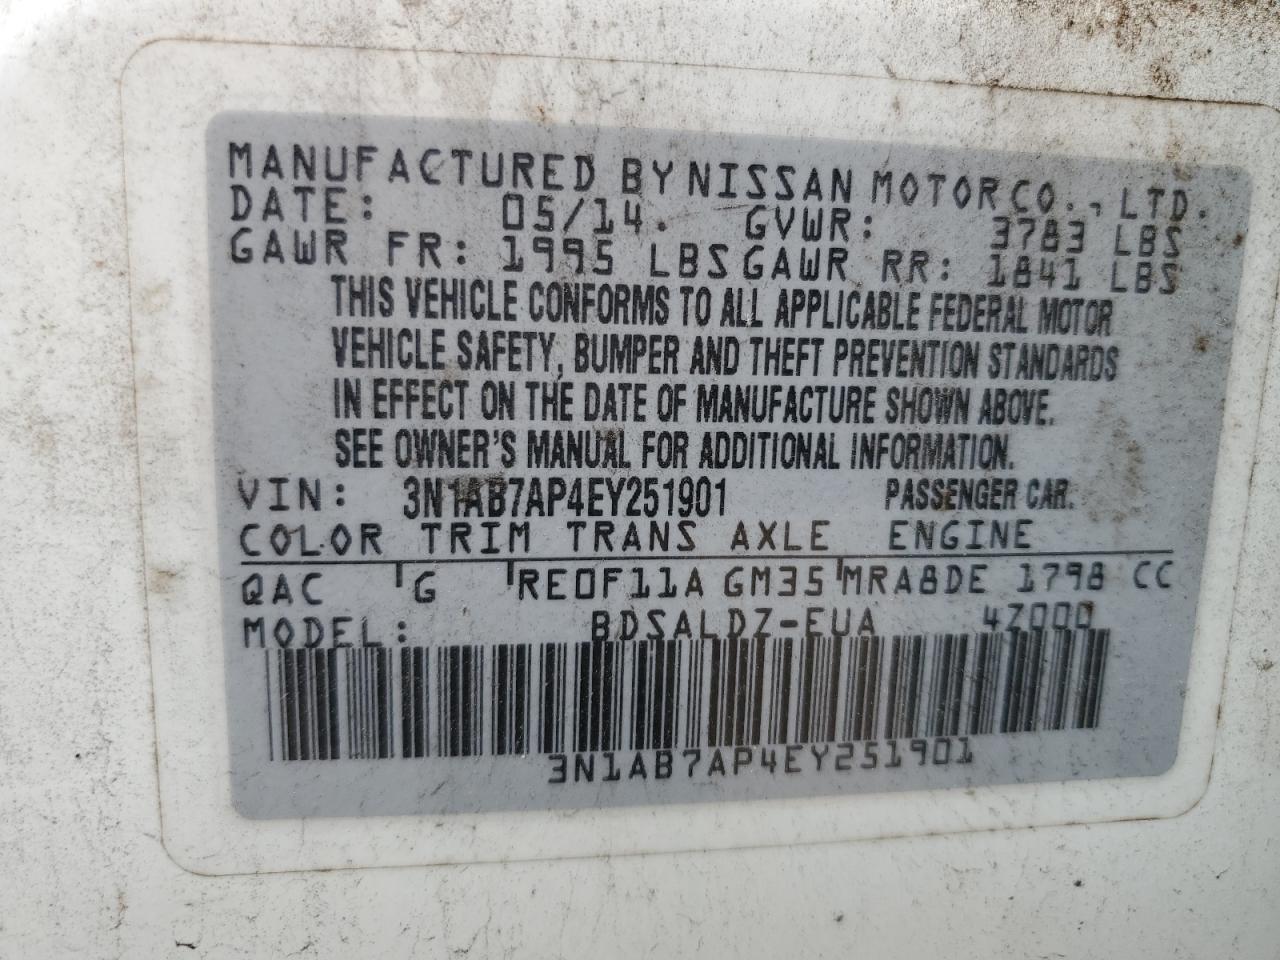 MANUFACTURED BY NISSAN MOTOR CO., LTD.
DATE: 05/14. GVWR: 3783 LBS
GAWR FR: 1995 LBS GAWR RR: 1841 LBS
THIS VEHICLE CONFORMS TO ALL APPLICABLE FEDERAL MOTOR
VEHICLE SAFETY, BUMPER AND THEFT PREVENTION STANDARDS
IN EFFECT ON THE DATE OF MANUFACTURE SHOWN ABOVE.
SEE OWNER'S MANUAL FOR ADDITIONAL INFORMATION.
VIN: 3N1AB7AP4EY251901 PASSENGER CAR.
COLOR TRIM TRANS AXLE ENGINE
QAC G RE0F11A GM35 MRA8DE 1798 CC
MODEL: BDSALDZ-EUA 4Z000
3N1AB7AP4EY251901